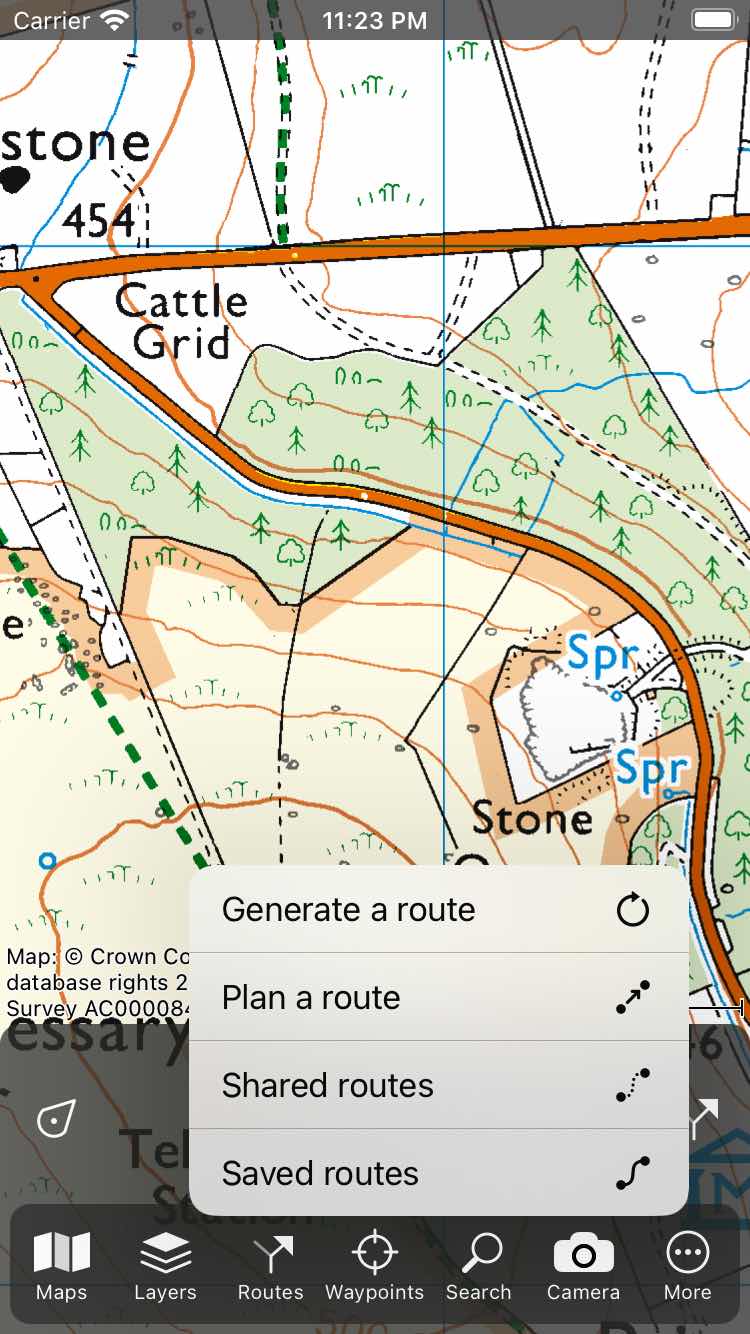 Carrier 11:23 PM
stone
454
Cattle
Grid
e
Spr
Spr
Stone
Map: © Crown Co
database rights 2
Survey AC000084
essary
Generate a route
Plan a route
Shared routes
Saved routes
Tel
Station
Maps Layers Routes Waypoints Search Camera More
500